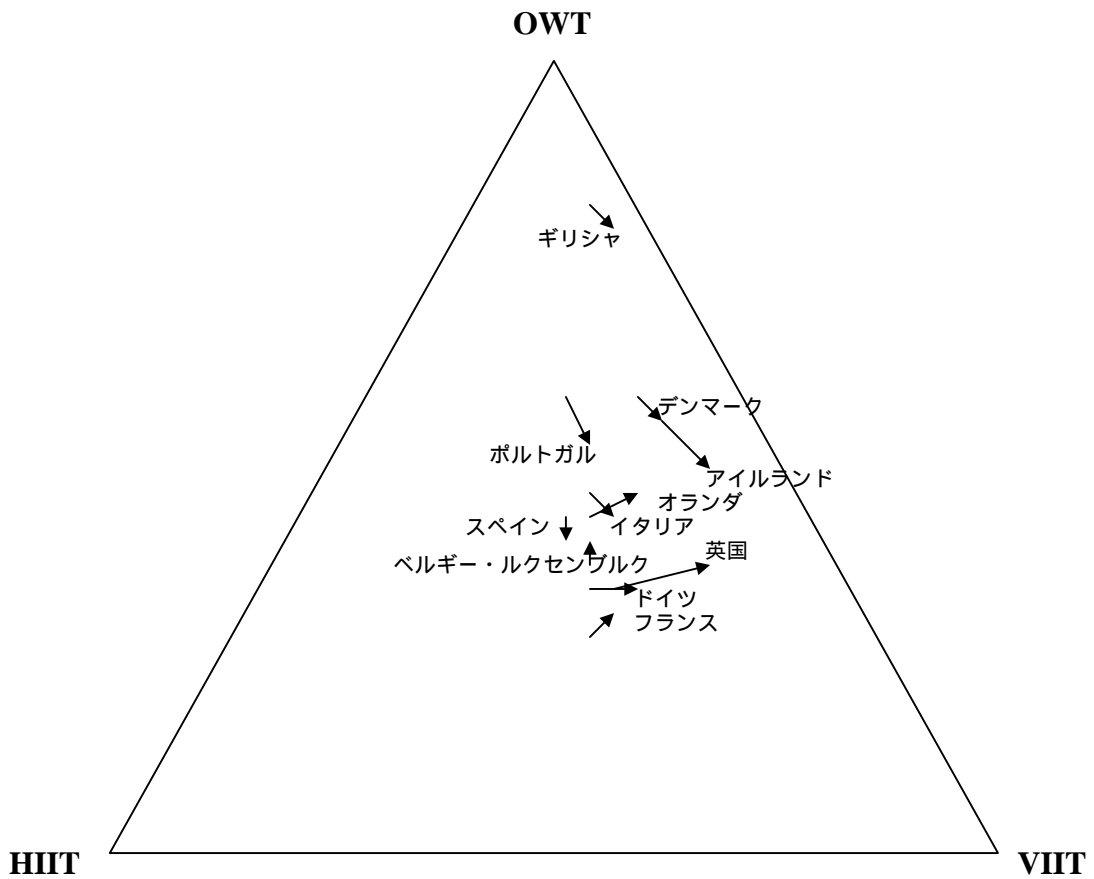 OWT
ギリシャ
デンマーク
ポルトガル
アイルランド
オランダ
スペイン
イタリア
英国
ベルギー・ルクセンブルク
ドイツ
フランス
HIIT
VIIT